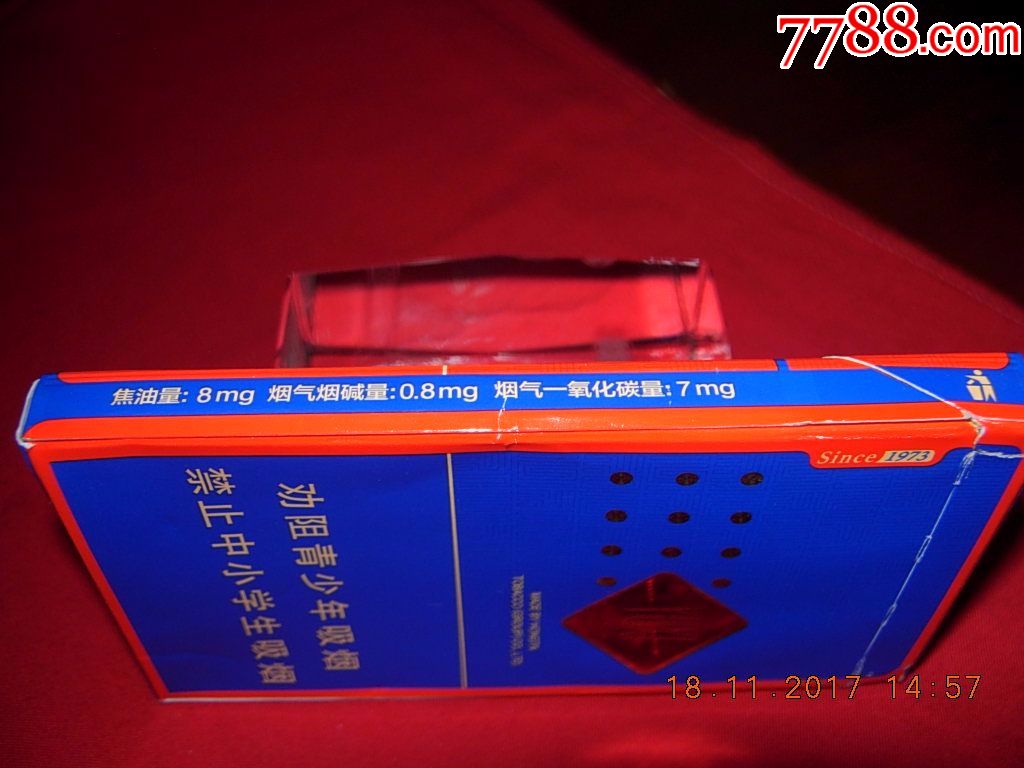 7788.com
焦油量: 8mg 烟气烟碱量: 0.8mg 烟气一氧化碳量: 7mg
Since 1973
劝阻青少年吸烟
禁止中小学生吸烟
18.11.2017 14:57